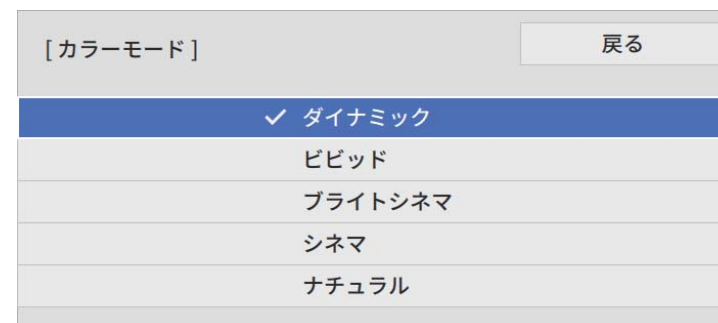 [カラーモード]
戻る
✓ ダイナミック
ビビッド
ブライトシネマ
シネマ
ナチュラル